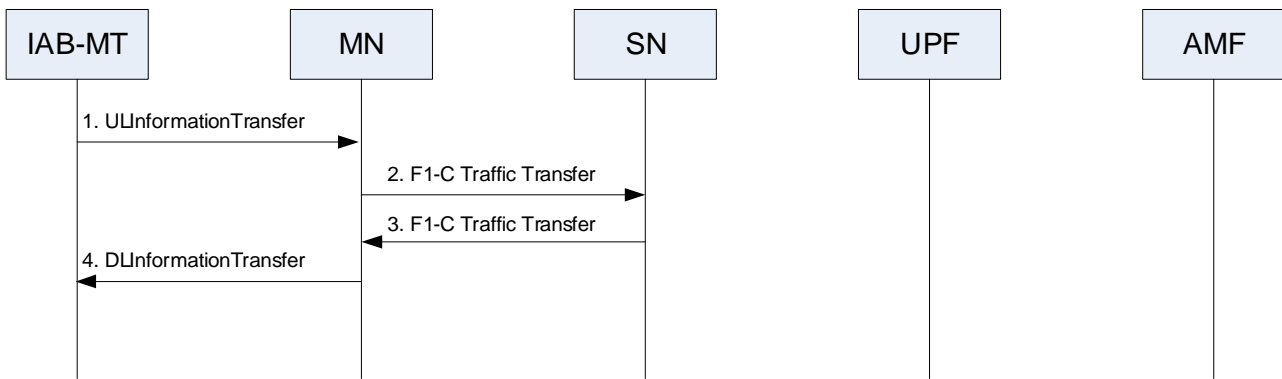 IAB-MT
MN
SN
UPF
AMF
1. ULInformationTransfer
2. F1-C Traffic Transfer
3. F1-C Traffic Transfer
4. DLInformationTransfer